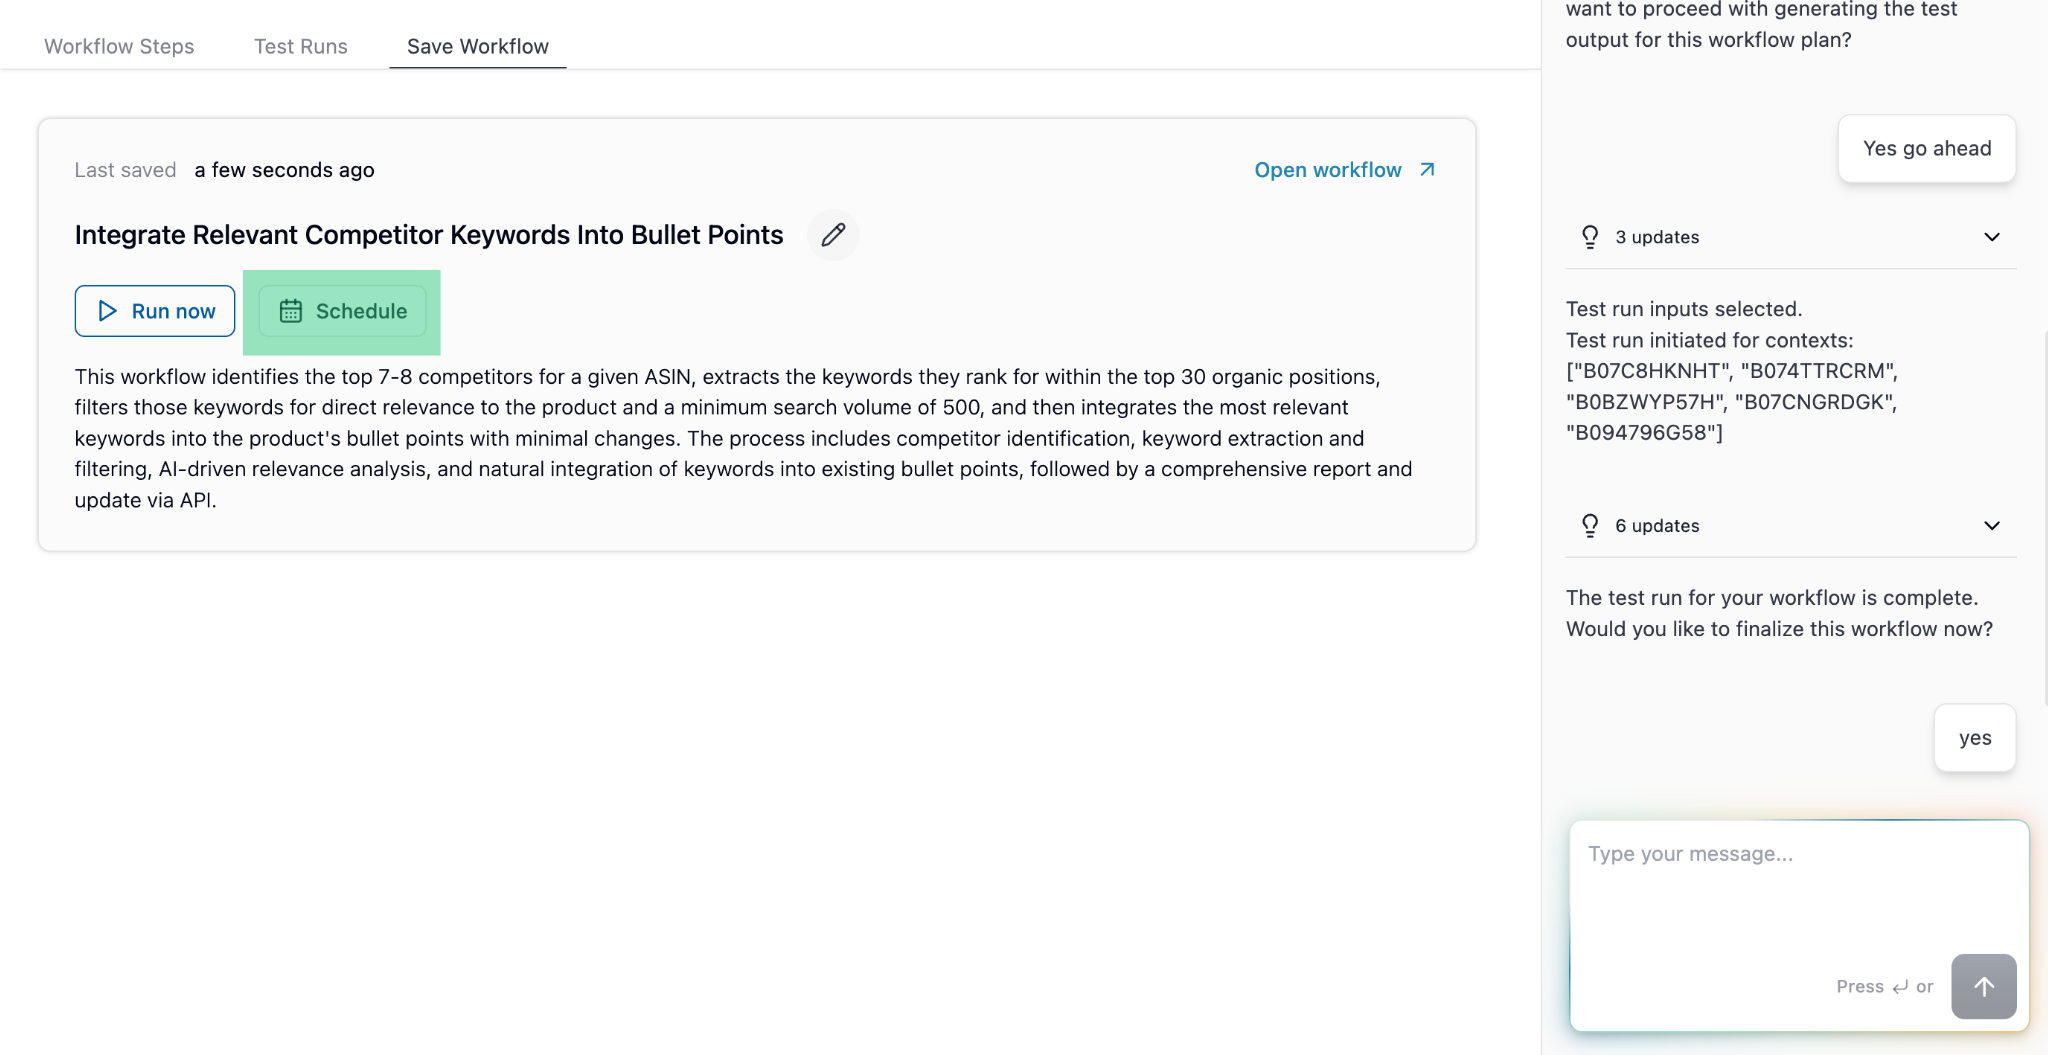 Workflow Steps
Test Runs
Save Workflow
Last saved a few seconds ago
Open workflow
Integrate Relevant Competitor Keywords Into Bullet Points
Run now
Schedule
This workflow identifies the top 7-8 competitors for a given ASIN, extracts the keywords they rank for within the top 30 organic positions,
filters those keywords for direct relevance to the product and a minimum search volume of 500, and then integrates the most relevant
keywords into the product's bullet points with minimal changes. The process includes competitor identification, keyword extraction and
filtering, AI-driven relevance analysis, and natural integration of keywords into existing bullet points, followed by a comprehensive report and
update via API.
want to proceed with generating the test
output for this workflow plan?
Yes go ahead
3 updates
Test run inputs selected.
Test run initiated for contexts:
["B07C8HKNHT", "B074TTRCRM",
"B0BZWYP57H", "B07CNGRDGK",
"B094796G58"]
6 updates
The test run for your workflow is complete.
Would you like to finalize this workflow now?
yes
Type your message...
Press ↵ or